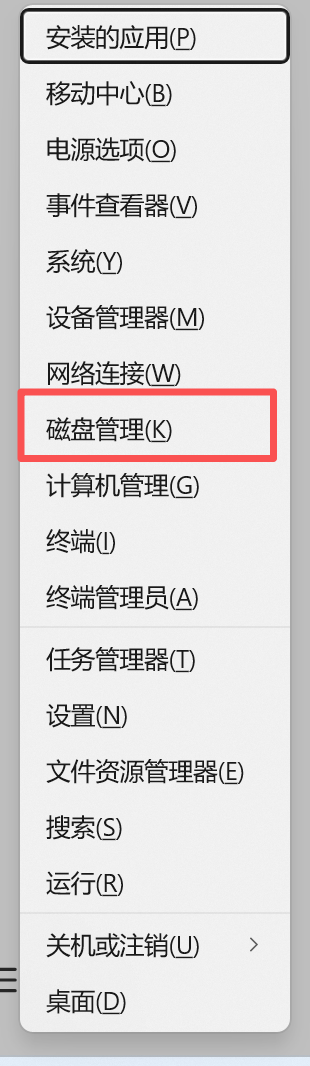 安装的应用(P)
移动中心(B)
电源选项(O)
事件查看器(V)
系统(Y)
设备管理器(M)
网络连接(W)
磁盘管理(K)
计算机管理(G)
终端(I)
终端管理员(A)
任务管理器(T)
设置(N)
文件资源管理器(E)
搜索(S)
运行(R)
关机或注销(U)
桌面(D)